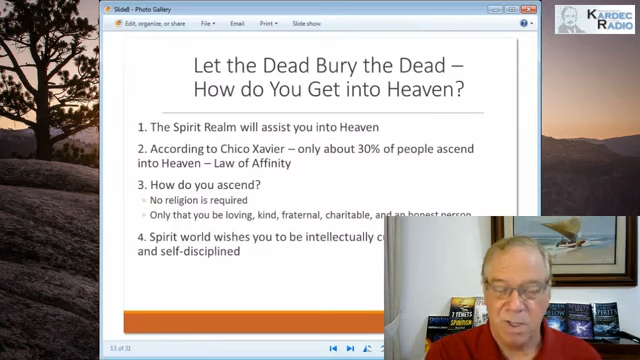 Slide8 - Photo Gallery
Edit, organize, or share
File
Print
Slide show
KARDEC
RADIO
Let the Dead Bury the Dead –
How do You Get into Heaven?
1. The Spirit Realm will assist you into Heaven
2. According to Chico Xavier – only about 30% of people ascend
into Heaven – Law of Affinity
3. How do you ascend?
No religion is required
Only that you be loving, kind, fraternal, charitable, and an honest person
4. Spirit world wishes you to be intellectually
and self-disciplined
7 TENETS
SPIRITISM
SPIRITS
13 of 31